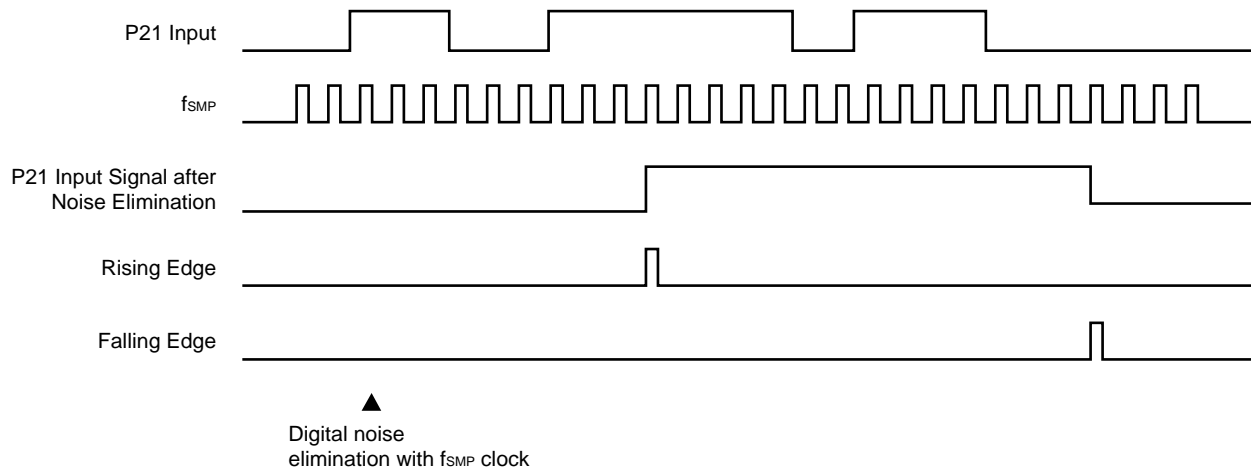 P21 Input
fSMP
P21 Input Signal after
Noise Elimination
Rising Edge
Falling Edge
Digital noise
elimination with fSMP clock